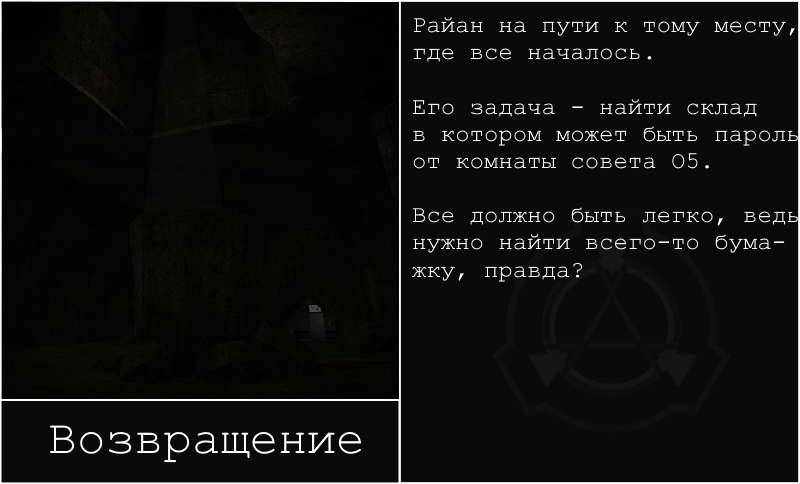 Возвращение
Райан на пути к тому месту,
где все началось.
Его задача - найти склад
в котором может быть пароль
от комнаты совета О5.
Все должно быть легко, ведь
нужно найти всего-то бума-
жку, правда?